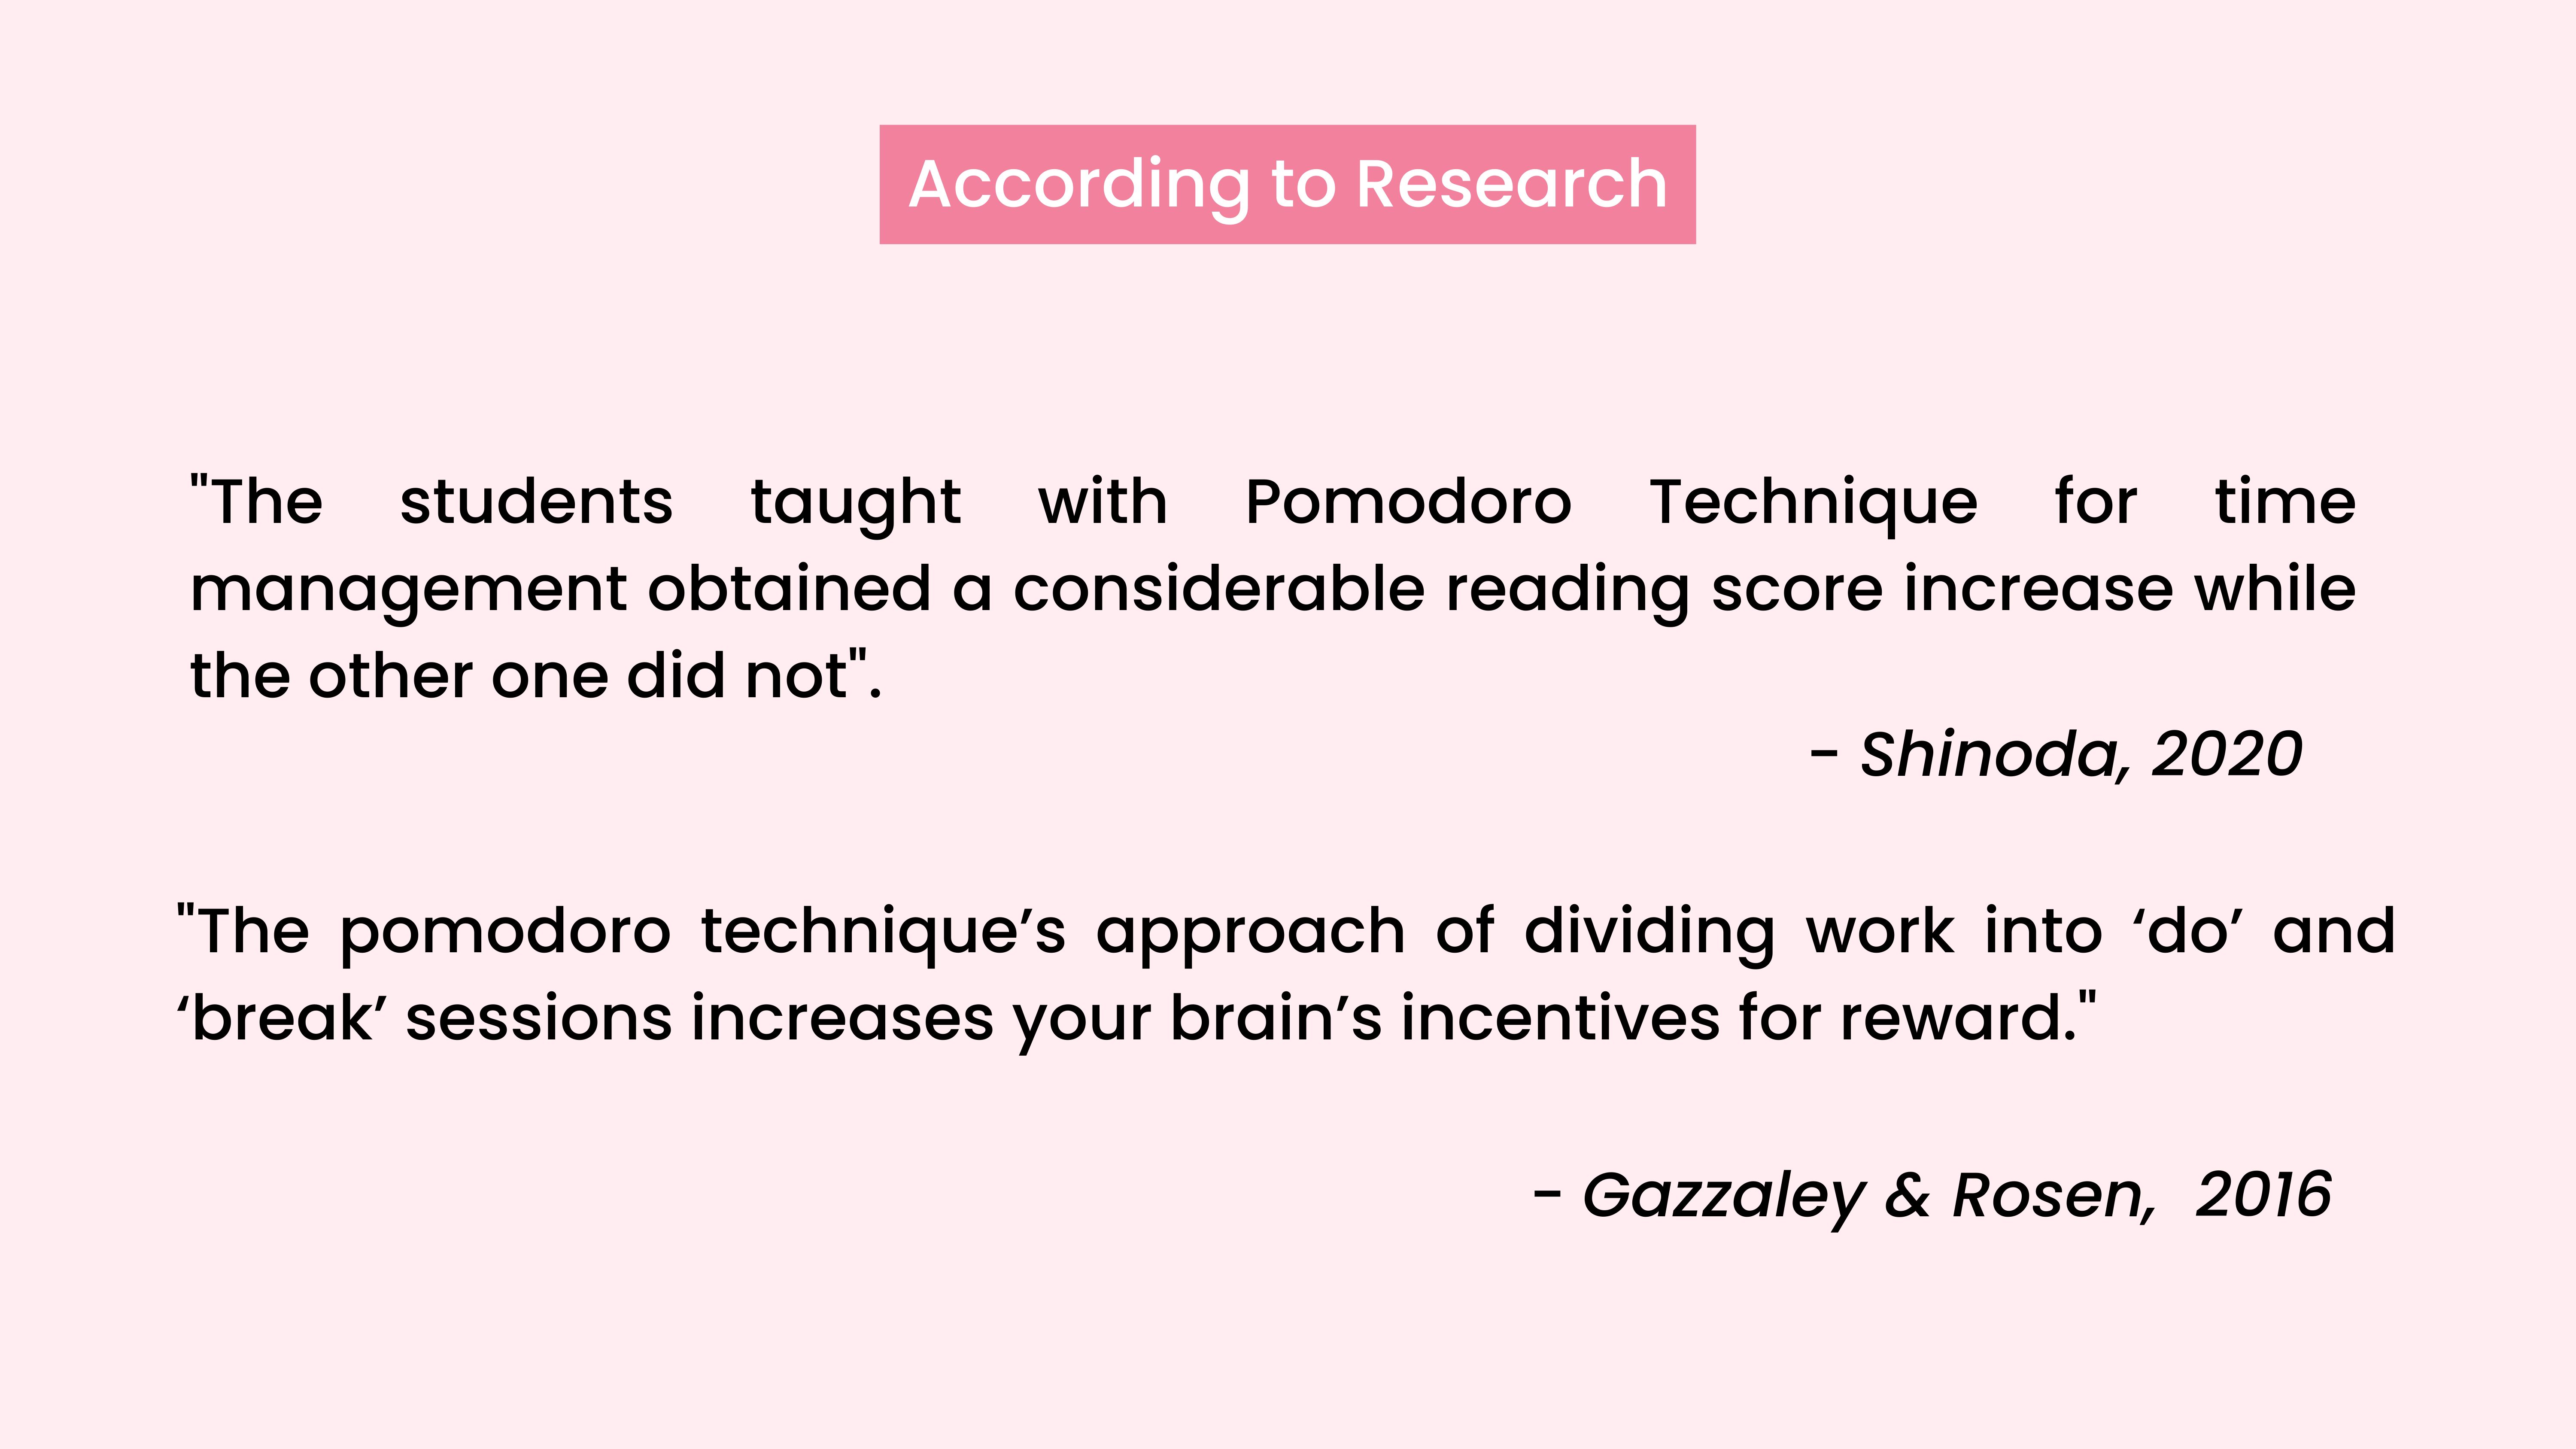 According to Research
"The students taught with Pomodoro Technique for time
management obtained a considerable reading score increase while
the other one did not".
- Shinoda, 2020
"The pomodoro technique’s approach of dividing work into ‘do’ and
‘break’ sessions increases your brain’s incentives for reward."
- Gazzaley & Rosen, 2016